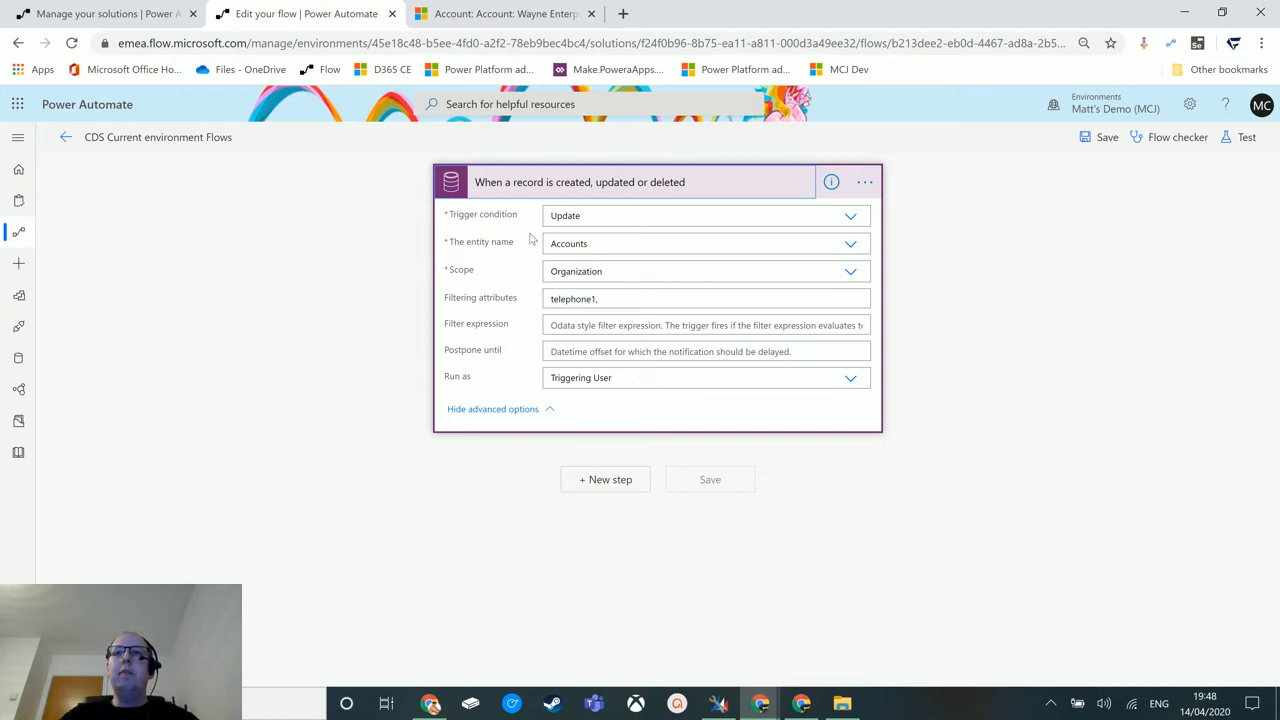 Manage your solutions | Power A
Edit your flow | Power Automate
Account: Account: Wayne Enterp
emea.flow.microsoft.com/manage/environments/45e18c48-b5ee-4fd0-a2f2-78eb9bec4bc4/solutions/f24f0b96-8b75-ea11-a811-000d3a49ee32/flows/b213dee2-eb0d-4467-ad8a-2b5...
Apps
Microsoft Office Ho...
Files - OneDrive
Flow
D365 CE
Power Platform ad...
Make.PoweraApps....
Power Platform ad...
MCJ Dev
Other bookmarks
Power Automate
Search for helpful resources
Environments
Matt's Demo (MCJ)
?
MC
CDS Current environment Flows
Save
Flow checker
Test
When a record is created, updated or deleted
* Trigger condition
Update
* The entity name
Accounts
* Scope
Organization
Filtering attributes
telephone1,
Filter expression
Odata style filter expression. The trigger fires if the filter expression evaluates to
Postpone until
Datetime offset for which the notification should be delayed.
Run as
Triggering User
Hide advanced options
+ New step
Save
ENG
19:48
14/04/2020